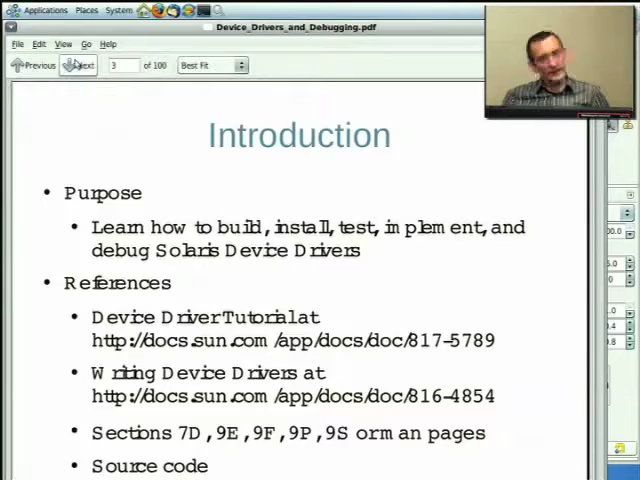 Applications Places System
Device_Drivers_and_Debugging.pdf
File Edit View Go Help
Previous Next 3 of 100 Best Fit
Introduction
• Purpose
• Learn how to build, install, test, implement, and
debug Solaris Device Drivers
• References
• Device Driver Tutorial at
http://docs.sun.com/app/docs/doc/817-5789
• Writing Device Drivers at
http://docs.sun.com/app/docs/doc/816-4854
• Sections 7D, 9E, 9F, 9P, 9S or man pages
• Source code